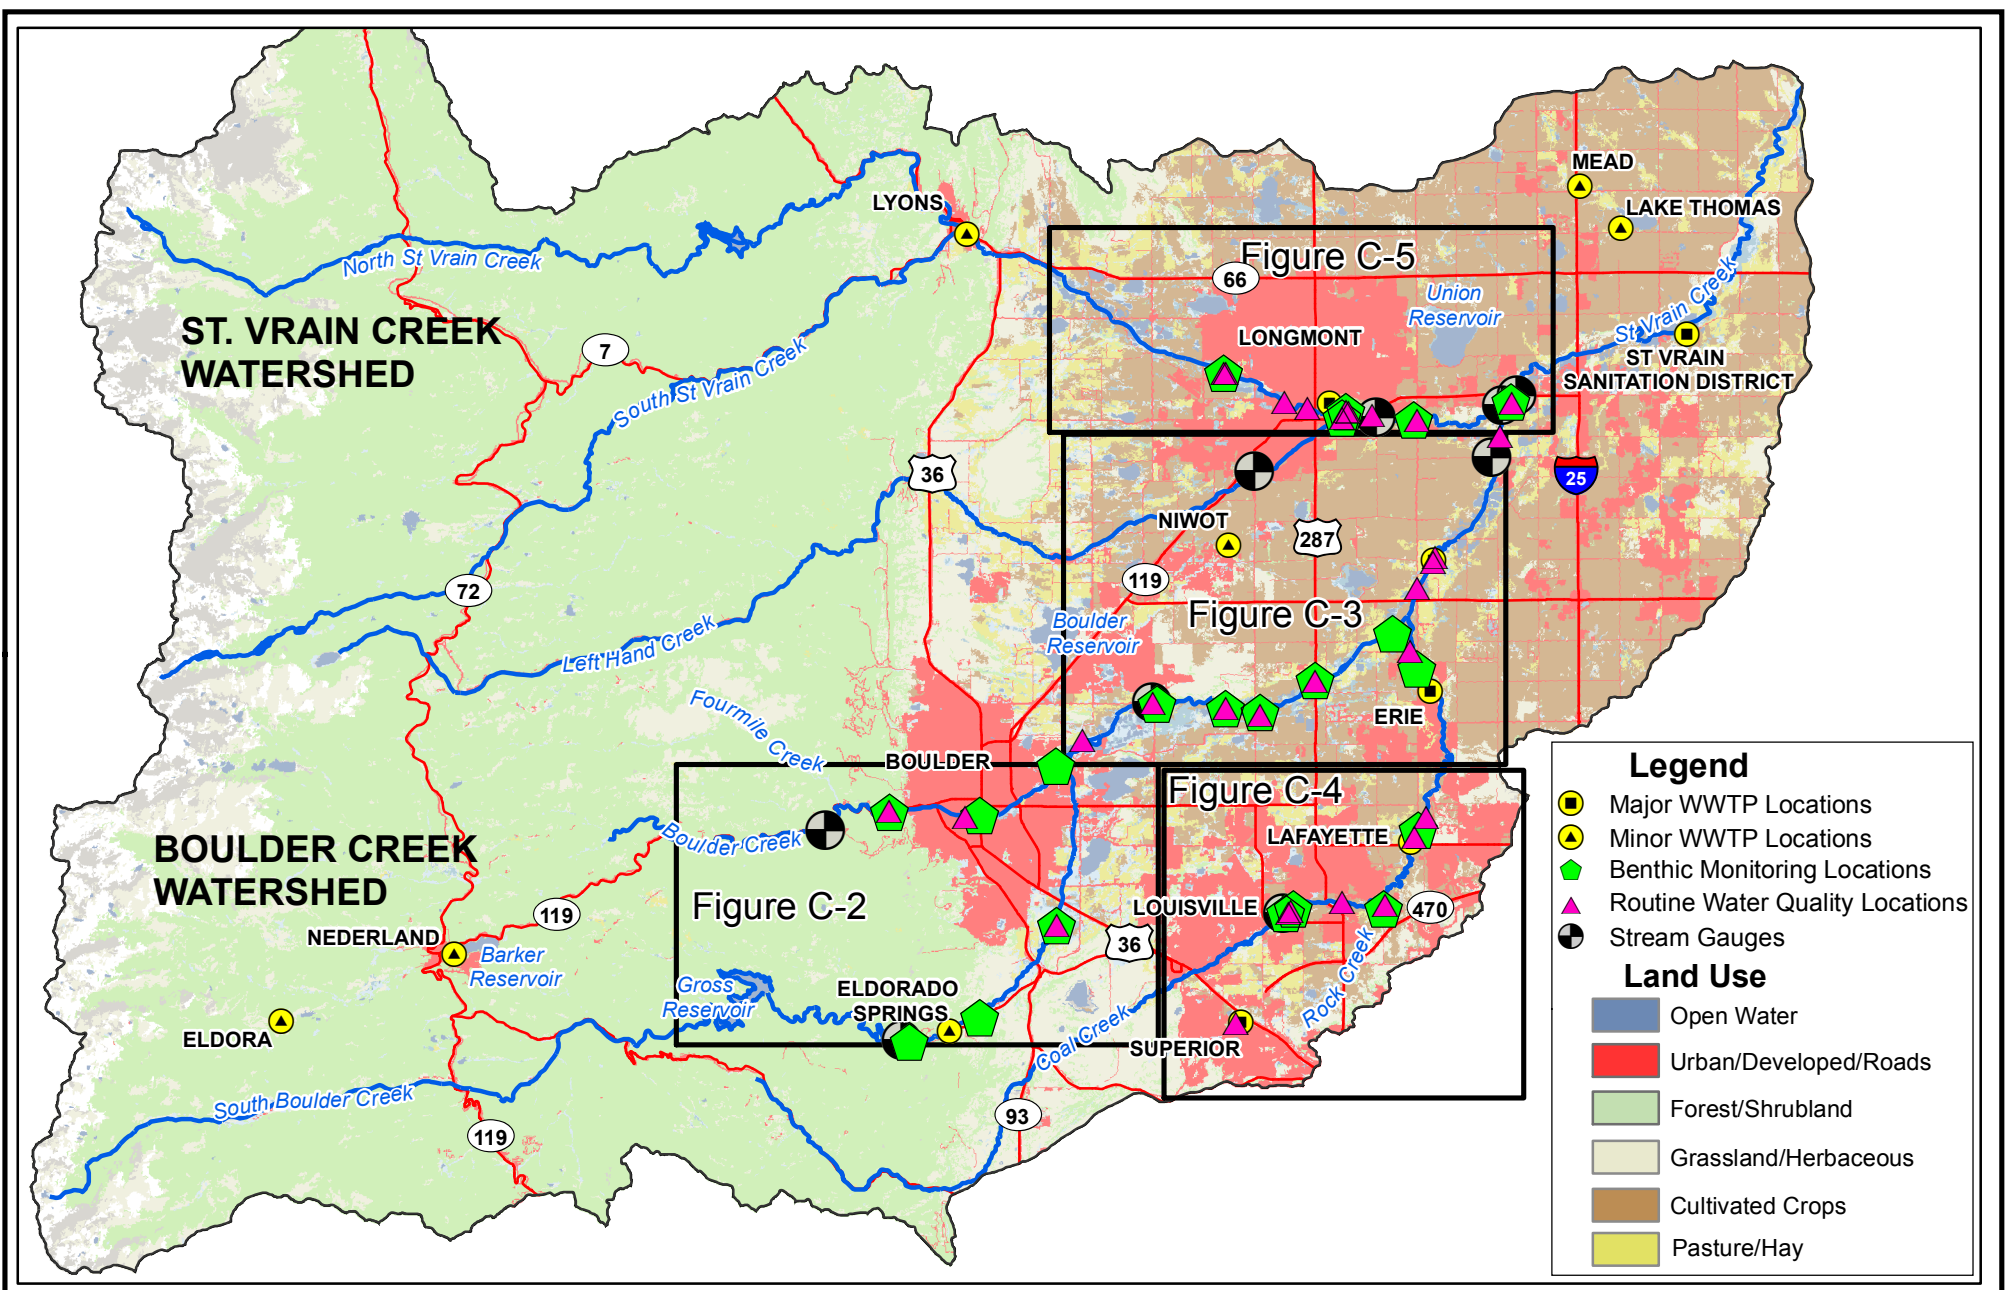 MEAD
LYONS
LAKE THOMAS
Figure C-5
North St Vrain Creek
66
Union
Reservoir
St Vrain Creek
ST. VRAIN CREEK
WATERSHED
LONGMONT
7
ST VRAIN
SANITATION DISTRICT
South St Vrain Creek
36
25
NIWOT
287
119
72
Figure C-3
Boulder
Reservoir
Left Hand Creek
Fourmile Creek
ERIE
BOULDER
Figure C-4
LAFAYETTE
Boulder Creek
BOULDER CREEK
WATERSHED
Figure C-2
119
LOUISVILLE
470
NEDERLAND
36
Barker
Reservoir
Gross
Reservoir
ELDORADO
SPRINGS
Rock Creek
ELDORA
Coal Creek
SUPERIOR
South Boulder Creek
93
119
Legend
Major WWTP Locations
Minor WWTP Locations
Benthic Monitoring Locations
Routine Water Quality Locations
Stream Gauges
Land Use
Open Water
Urban/Developed/Roads
Forest/Shrubland
Grassland/Herbaceous
Cultivated Crops
Pasture/Hay